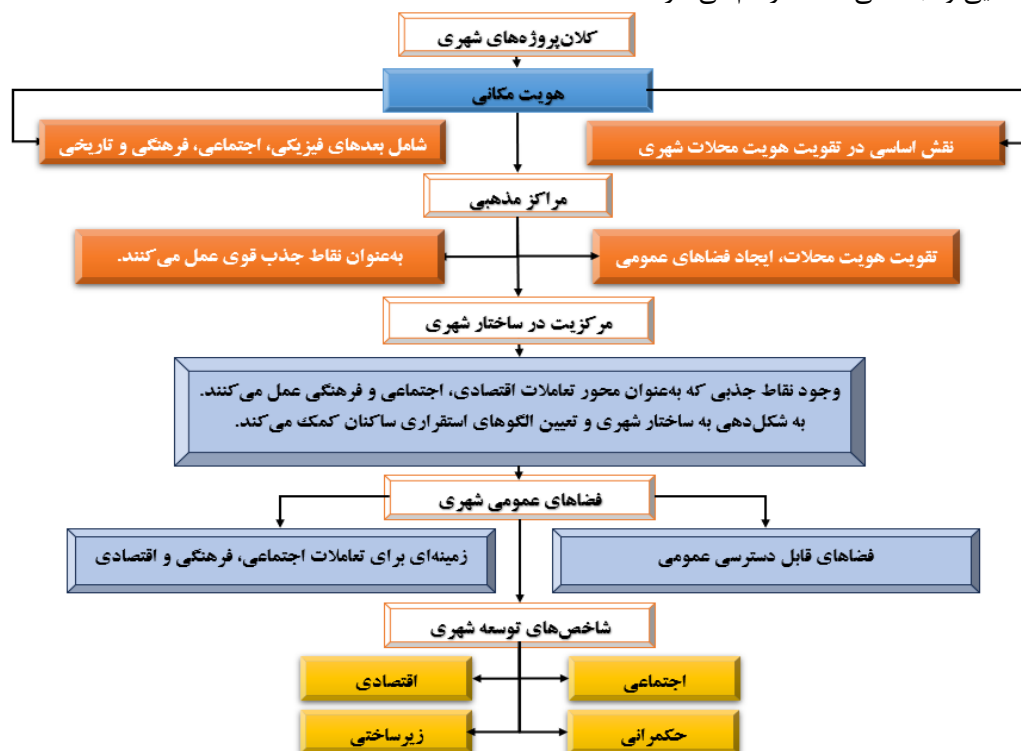 کلان‌پروژه‌های شهری
هویت مکانی
نقش اساسی در تقویت هویت محلات شهری
شامل بعدهای فیزیکی، اجتماعی، فرهنگی و تاریخی
مراکز مذهبی
تقویت هویت محلات، ایجاد فضاهای عمومی
به‌عنوان نقاط جذب قوی عمل می‌کنند.
مرکزیت در ساختار شهری
وجود نقاط جذبی که به‌عنوان محور تعاملات اقتصادی، اجتماعی و فرهنگی عمل می‌کنند.
به شکل‌دهی به ساختار شهری و تعیین الگوهای استقراری ساکنان کمک می‌کند.
فضاهای عمومی شهری
فضاهای قابل دسترسی عمومی
زمینه‌ای برای تعاملات اجتماعی، فرهنگی و اقتصادی
شاخص‌های توسعه شهری
اجتماعی
اقتصادی
حکمرانی
زیرساختی